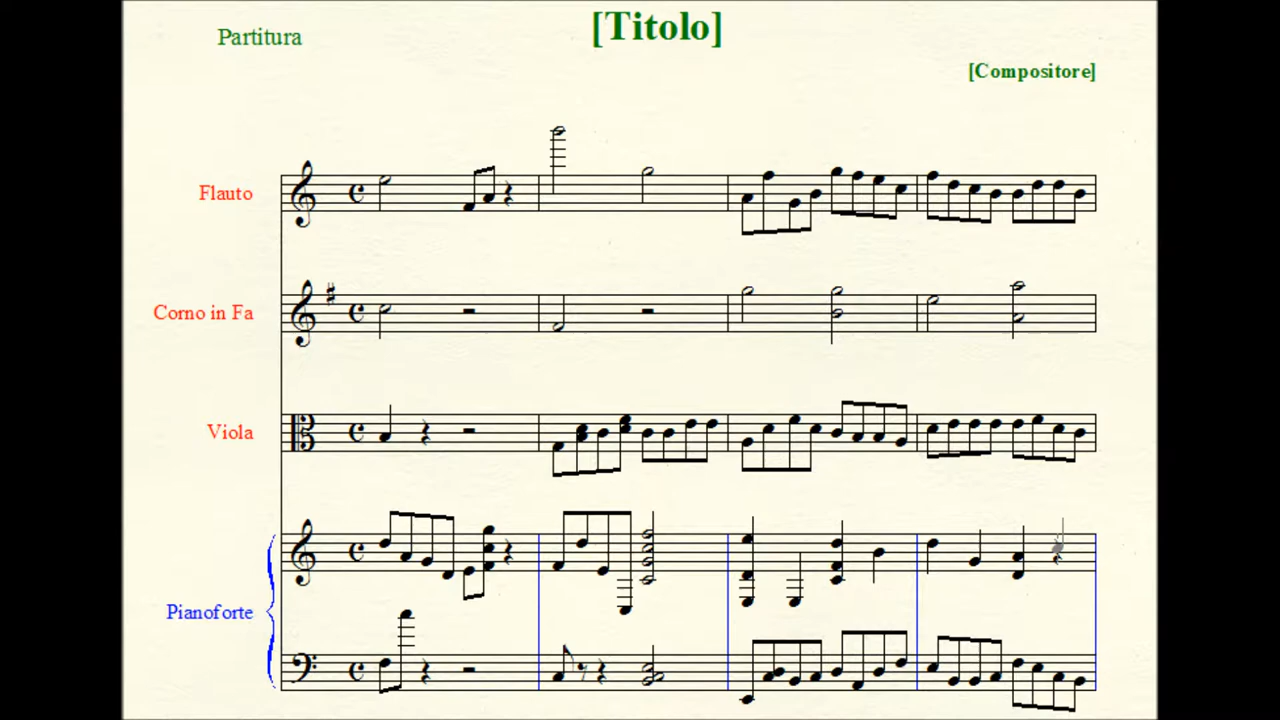 [Titolo]
Partitura
[Compositore]
Flauto
Corno in Fa
Viola
Pianoforte